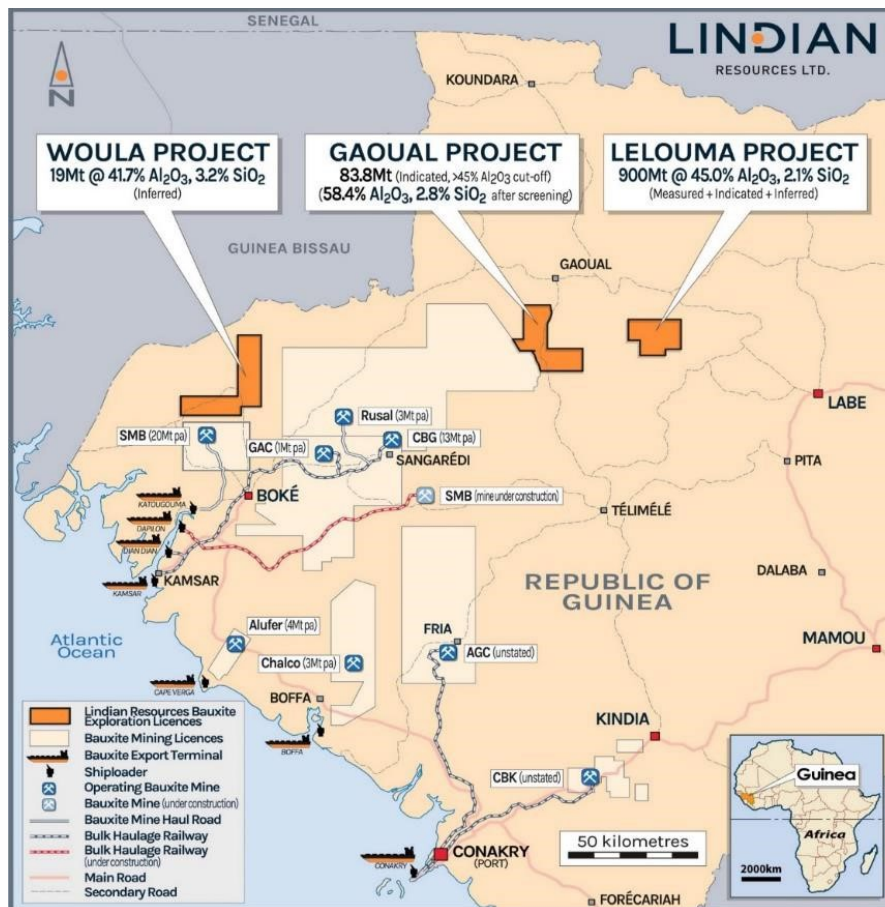 SENEGAL
LINDIAN
RESOURCES LTD.
N
KOUNDARA
WOULA PROJECT
19Mt @ 41.7% Al₂O₃, 3.2% SiO₂
(Inferred)
GAOUAL PROJECT
83.8Mt (Indicated, >45% Al₂O₃ cut-off)
(58.4% Al₂O₃, 2.8% SiO₂ after screening)
LELOUMA PROJECT
900Mt @ 45.0% Al₂O₃, 2.1% SiO₂
(Measured + Indicated + Inferred)
GUINEA BISSAU
GAOUAL
LABE
Rusal (3Mt pa)
SMB (20Mt pa)
GAC (1Mt pa)
CBG (13Mt pa)
SANGARÉDI
PITA
BOKÉ
SMB (mine under construction)
KATOUGOUMA
TÉLIMÉLÉ
DAPILON
DIAN DIAN
KAMSAR
KAMSAR
REPUBLIC OF
GUINEA
DALABA
Atlantic
Ocean
Alufer (4Mt pa)
FRIA
AGC (unstated)
MAMOU
Chalco (3Mt pa)
CAPE VERGA
BOFFA
KINDIA
BOFFA
Lindian Resources Bauxite
Exploration Licences
Bauxite Mining Licences
Bauxite Export Terminal
Shiploader
Operating Bauxite Mine
Bauxite Mine (under construction)
Bauxite Mine Haul Road
Bulk Haulage Railway
Bulk Haulage Railway
(under construction)
Main Road
Secondary Road
CBK (unstated)
CONAKRY
CONAKRY
(PORT)
50 kilometres
FORÉCARIAH
Guinea
Africa
2000km